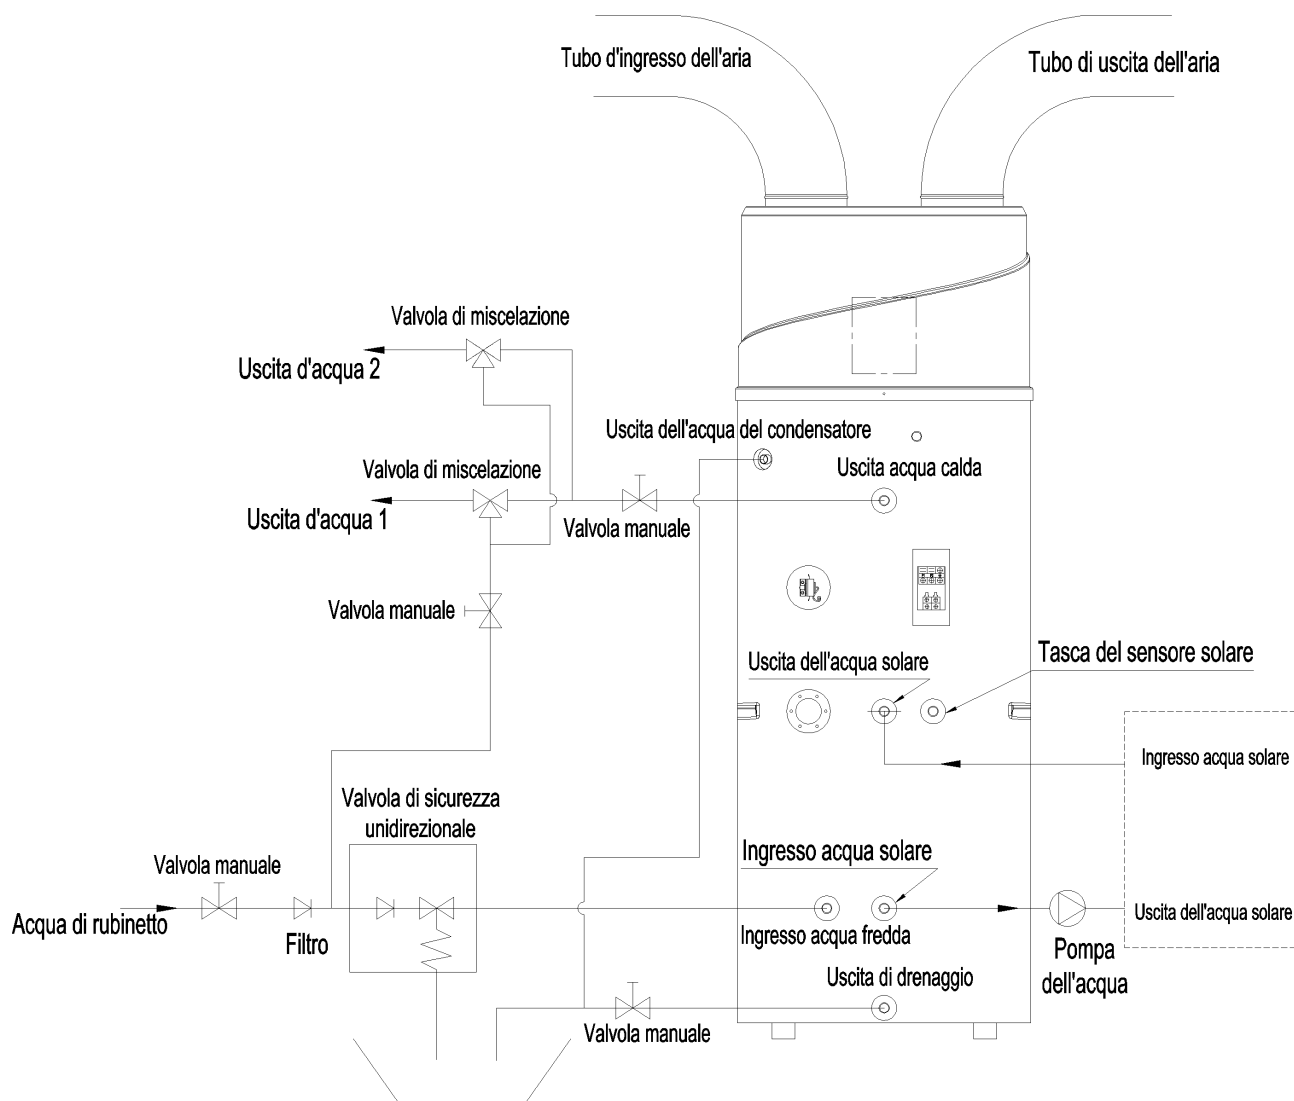 Tubo d'ingresso dell'aria
Tubo di uscita dell'aria
Valvola di miscelazione
Uscita d'acqua 2
Uscita dell'acqua del condensatore
Valvola di miscelazione
Uscita acqua calda
Uscita d'acqua 1
Valvola manuale
Valvola manuale
Uscita dell'acqua solare
Tasca del sensore solare
Ingresso acqua solare
Valvola di sicurezza
unidirezionale
Valvola manuale
Ingresso acqua solare
Acqua di rubinetto
Filtro
Ingresso acqua fredda
Uscita dell'acqua solare
Pompa
dell'acqua
Uscita di drenaggio
Valvola manuale